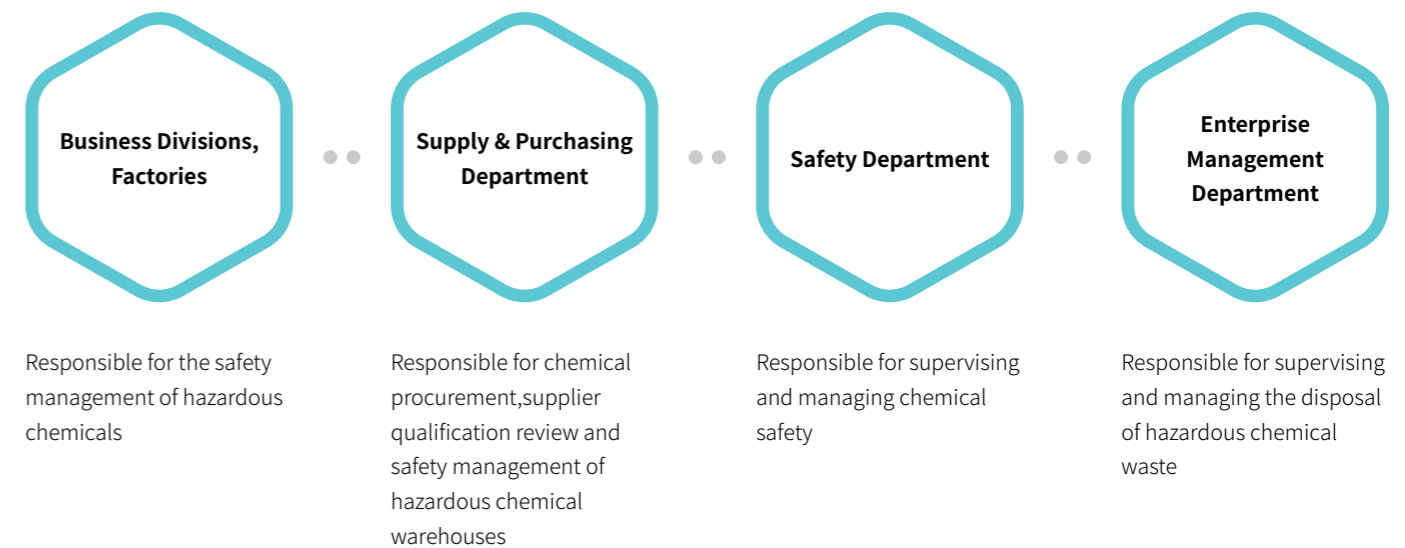 Business Divisions,
Factories
Supply & Purchasing
Department
Safety Department
Enterprise
Management
Department
Responsible for the safety
management of hazardous
chemicals
Responsible for chemical
procurement,supplier
qualification review and
safety management of
hazardous chemical
warehouses
Responsible for supervising
and managing chemical
safety
Responsible for supervising
and managing the disposal
of hazardous chemical
waste